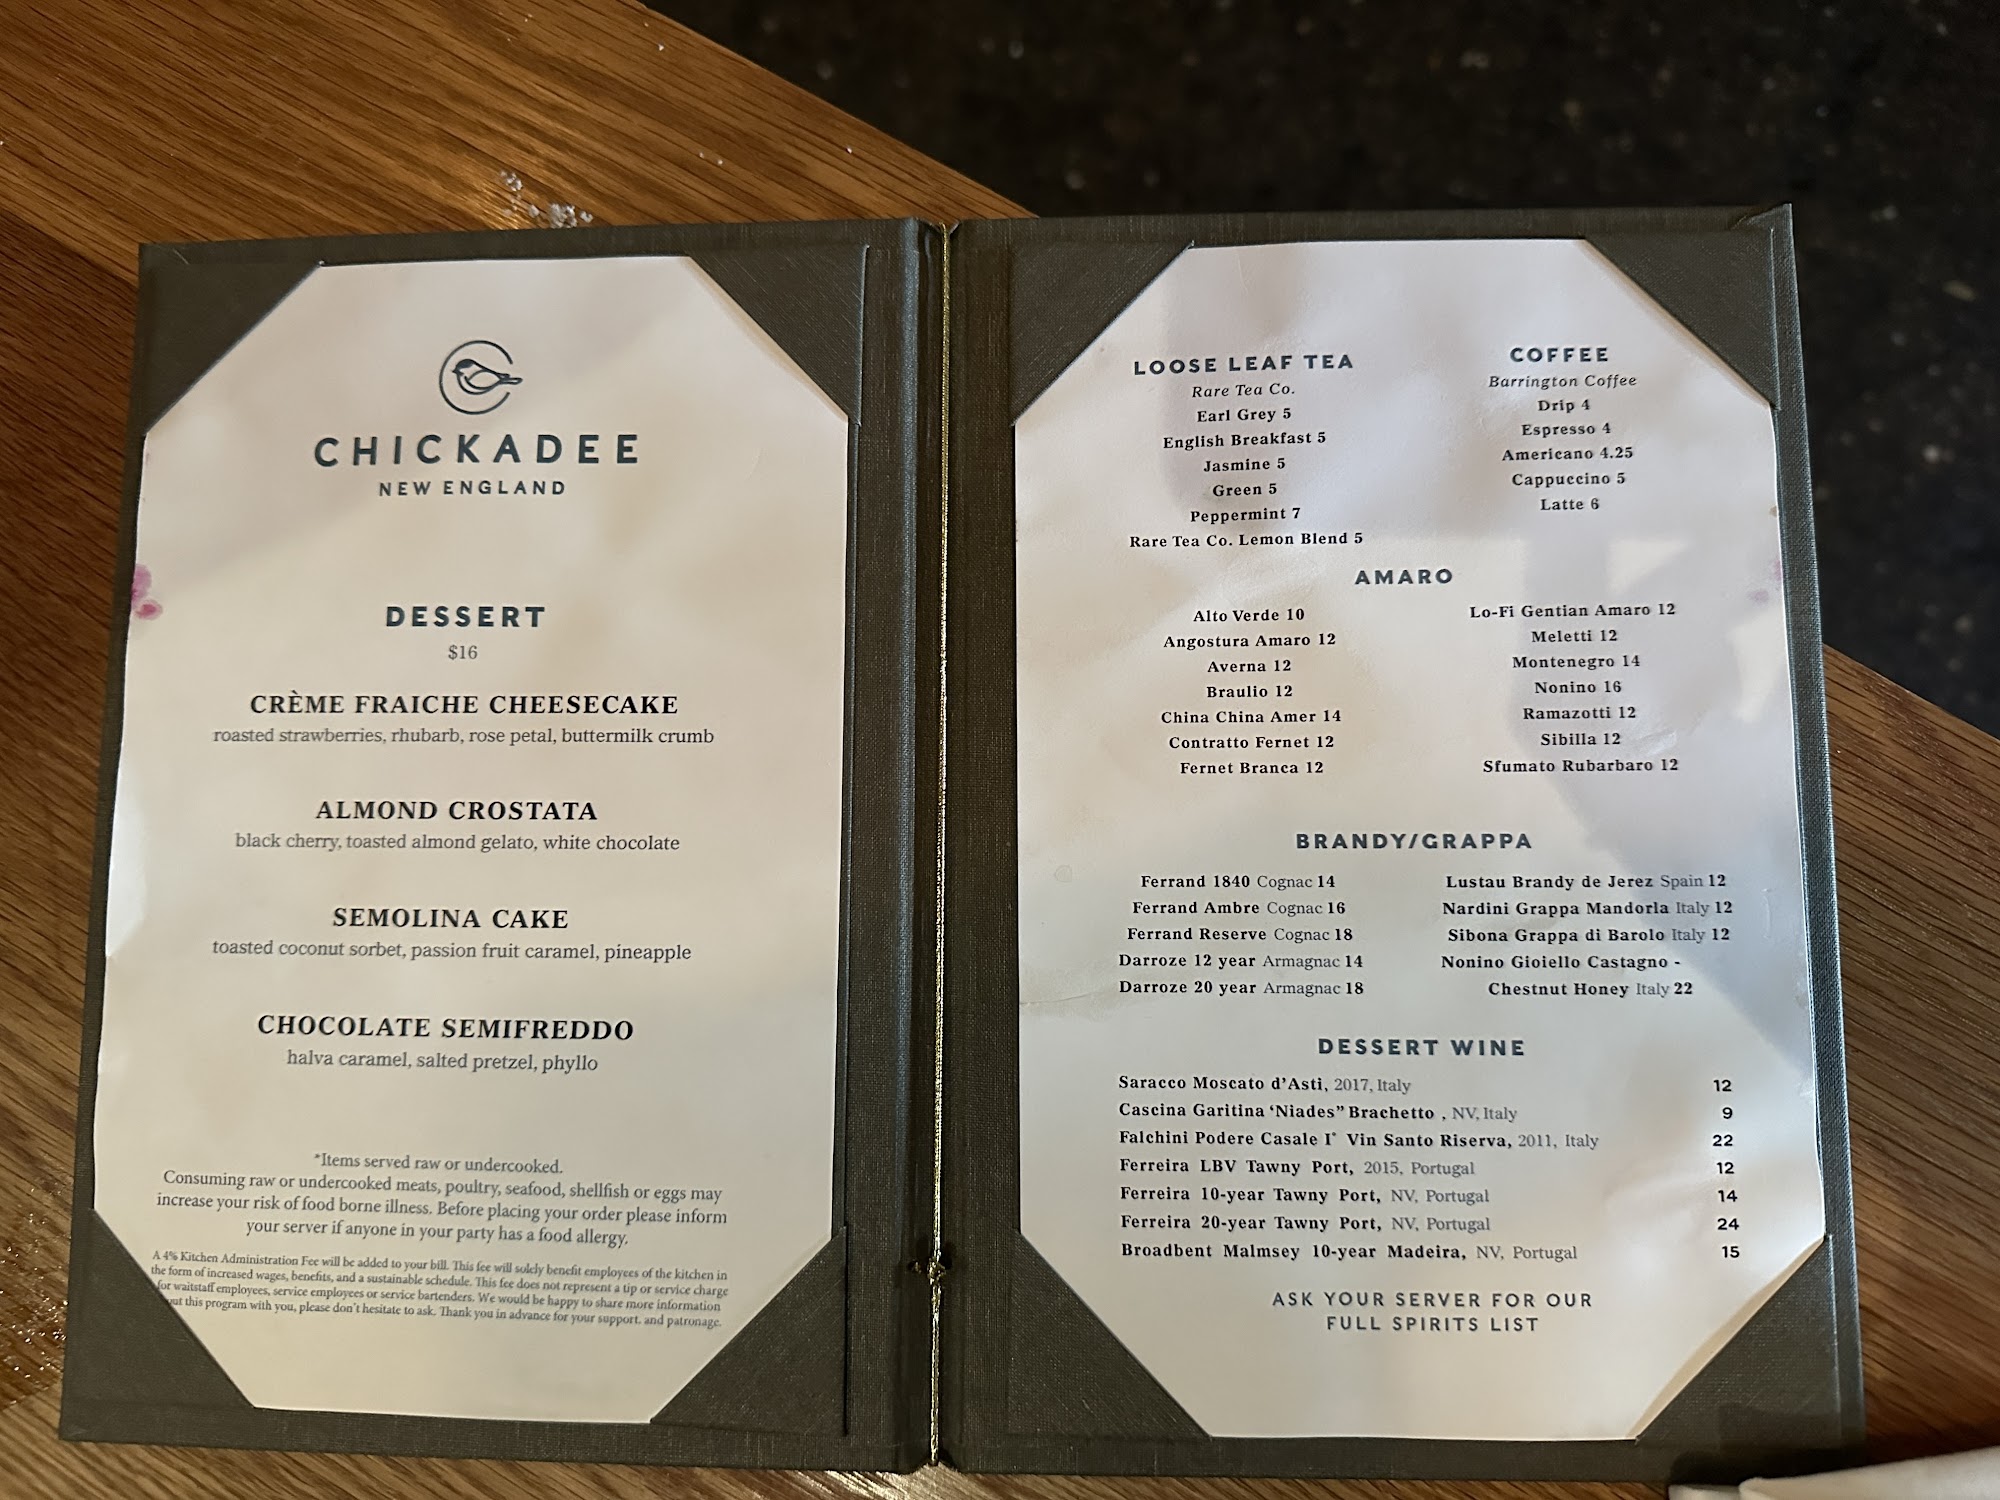 CHICKADEE
NEW ENGLAND
DESSERT
$16
CRÈME FRAICHE CHEESECAKE
roasted strawberries, rhubarb, rose petal, buttermilk crumb
ALMOND CROSTATA
black cherry, toasted almond gelato, white chocolate
SEMOLINA CAKE
toasted coconut sorbet, passion fruit caramel, pineapple
CHOCOLATE SEMIFREDDO
halva caramel, salted pretzel, phyllo
*Items served raw or undercooked.
Consuming raw or undercooked meats, poultry, seafood, shellfish or eggs may
increase your risk of food borne illness. Before placing your order please inform
your server if anyone in your party has a food allergy.
A 4% Kitchen Administration Fee will be added to your bill. This fee will solely benefit employees of the kitchen in
the form of increased wages, benefits, and a sustainable schedule. This fee does not represent a tip or service charge
for waitstaff employees, service employees or service bartenders. We would be happy to share more information
out this program with you, please don't hesitate to ask. Thank you in advance for your support. and patronage.
LOOSE LEAF TEA
Rare Tea Co.
Earl Grey 5
English Breakfast 5
Jasmine 5
Green 5
Peppermint 7
Rare Tea Co. Lemon Blend 5
COFFEE
Barrington Coffee
Drip 4
Espresso 4
Americano 4.25
Cappuccino 5
Latte 6
AMARO
Alto Verde 10
Angostura Amaro 12
Averna 12
Braulio 12
China China Amer 14
Contratto Fernet 12
Fernet Branca 12
Lo-Fi Gentian Amaro 12
Meletti 12
Montenegro 14
Nonino 16
Ramazotti 12
Sibilla 12
Sfumato Rubarbaro 12
BRANDY/GRAPPA
Ferrand 1840 Cognac 14
Ferrand Ambre Cognac 16
Ferrand Reserve Cognac 18
Darroze 12 year Armagnac 14
Darroze 20 year Armagnac 18
Lustau Brandy de Jerez Spain 12
Nardini Grappa Mandorla Italy 12
Sibona Grappa di Barolo Italy 12
Nonino Gioiello Castagno -
Chestnut Honey Italy 22
DESSERT WINE
Saracco Moscato d'Asti, 2017, Italy 12
Cascina Garitina 'Niades" Brachetto , NV, Italy 9
Falchini Podere Casale I° Vin Santo Riserva, 2011, Italy 22
Ferreira LBV Tawny Port, 2015, Portugal 12
Ferreira 10-year Tawny Port, NV, Portugal 14
Ferreira 20-year Tawny Port, NV, Portugal 24
Broadbent Malmsey 10-year Madeira, NV, Portugal 15
ASK YOUR SERVER FOR OUR
FULL SPIRITS LIST